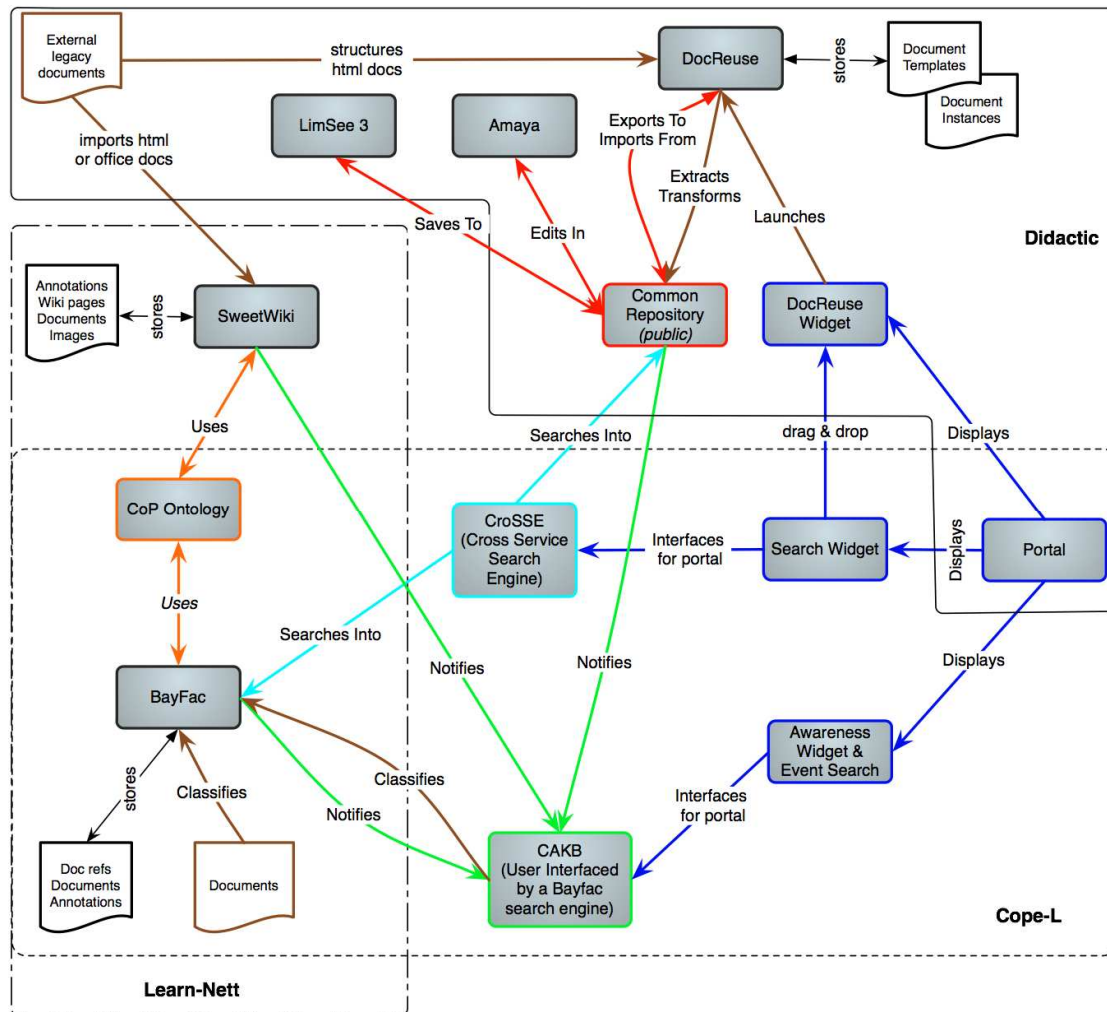 External
legacy
documents
structures
html docs
DocReuse
stores
Document
Templates
Document
Instances
LimSee 3
Amaya
Exports To
Imports From
imports html
or office docs
Extracts
Transforms
Launches
Saves To
Edits In
Didactic
Annotations
Wiki pages
Documents
Images
stores
SweetWiki
Common
Repository
(public)
DocReuse
Widget
Uses
Searches Into
drag & drop
Displays
CoP Ontology
CroSSE
(Cross Service
Search
Engine)
Interfaces
for portal
Search Widget
Displays
Portal
Uses
Searches Into
Notifies
Notifies
Displays
BayFac
Awareness
Widget &
Event Search
stores
Classifies
Notifies
Classifies
Interfaces
for portal
Doc refs
Documents
Annotations
Documents
CAKB
(User Interfaced
by a Bayfac
search engine)
Cope-L
Learn-Nett